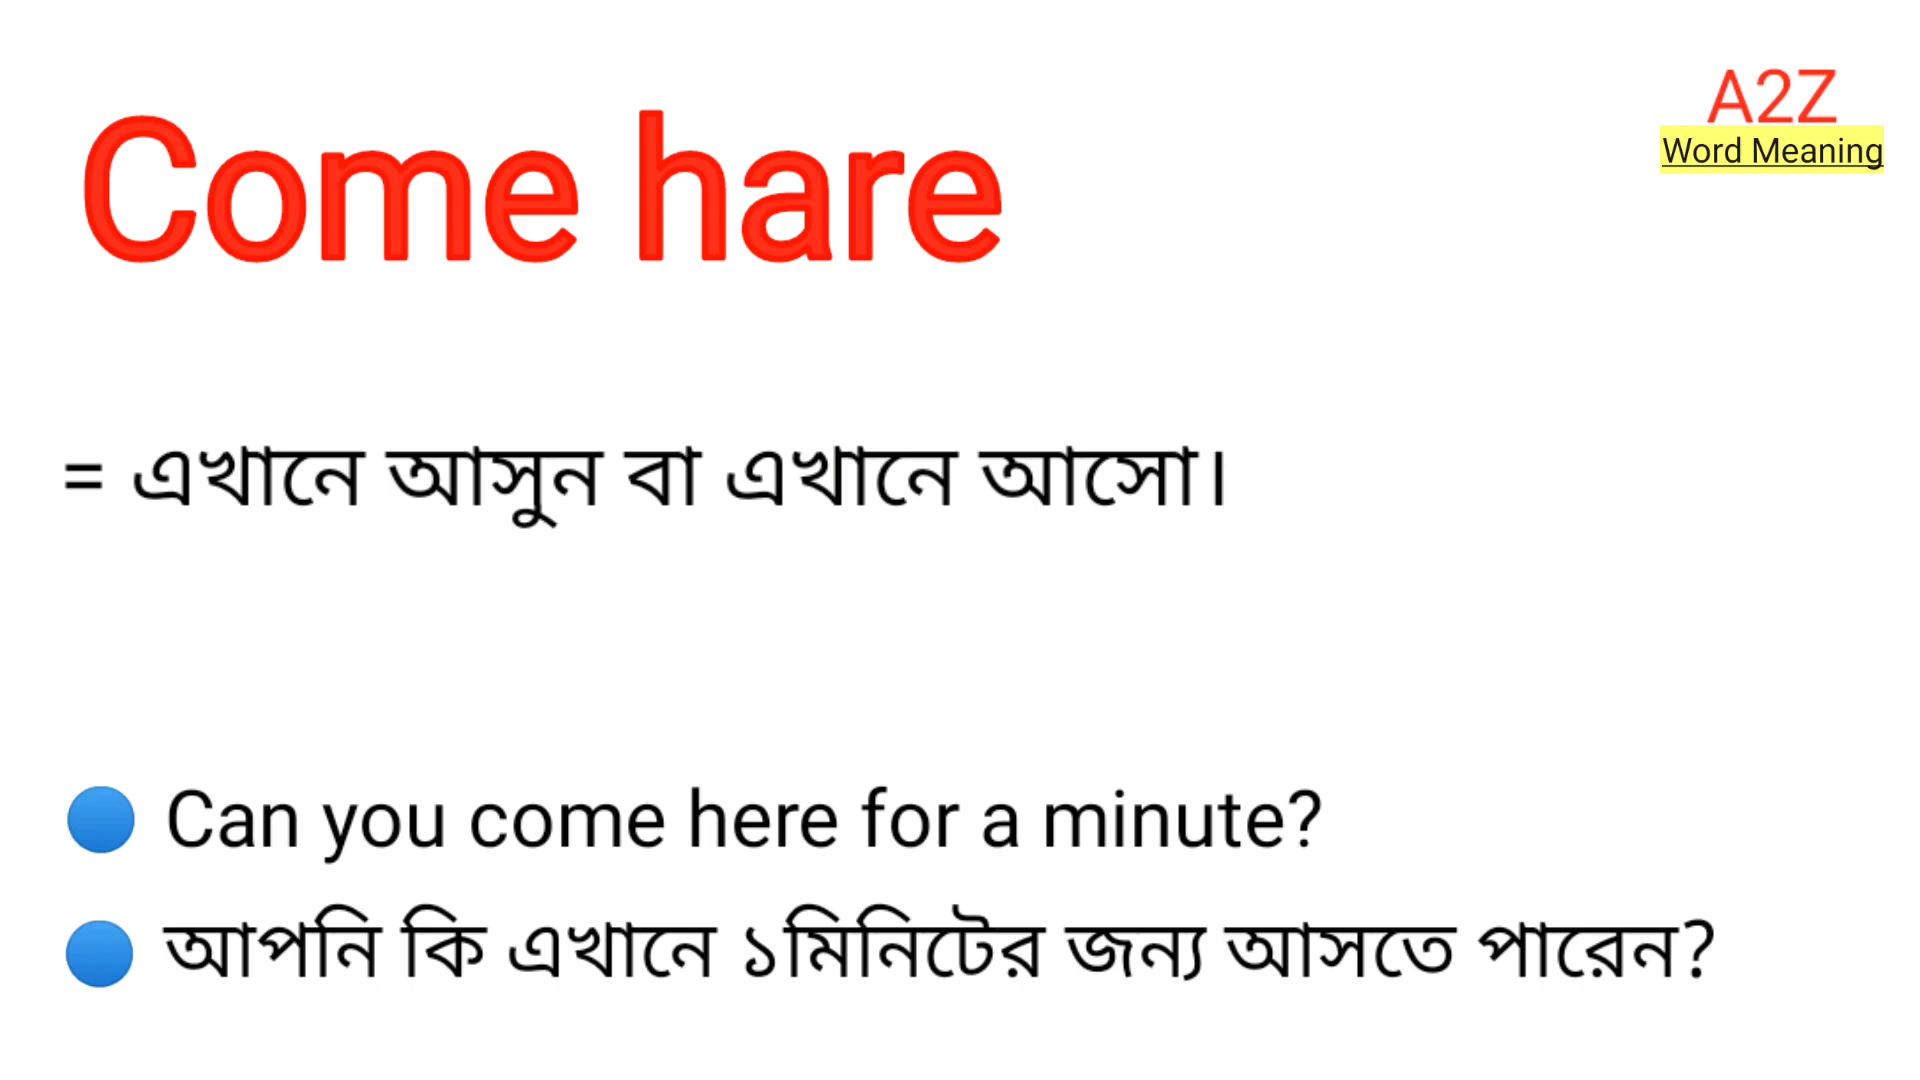 A2Z
Word Meaning
Come hare
= এখানে আসুন বা এখানে আসো।
Can you come here for a minute?
আপনি কি এখানে ১মিনিটের জন্য আসতে পারেন?